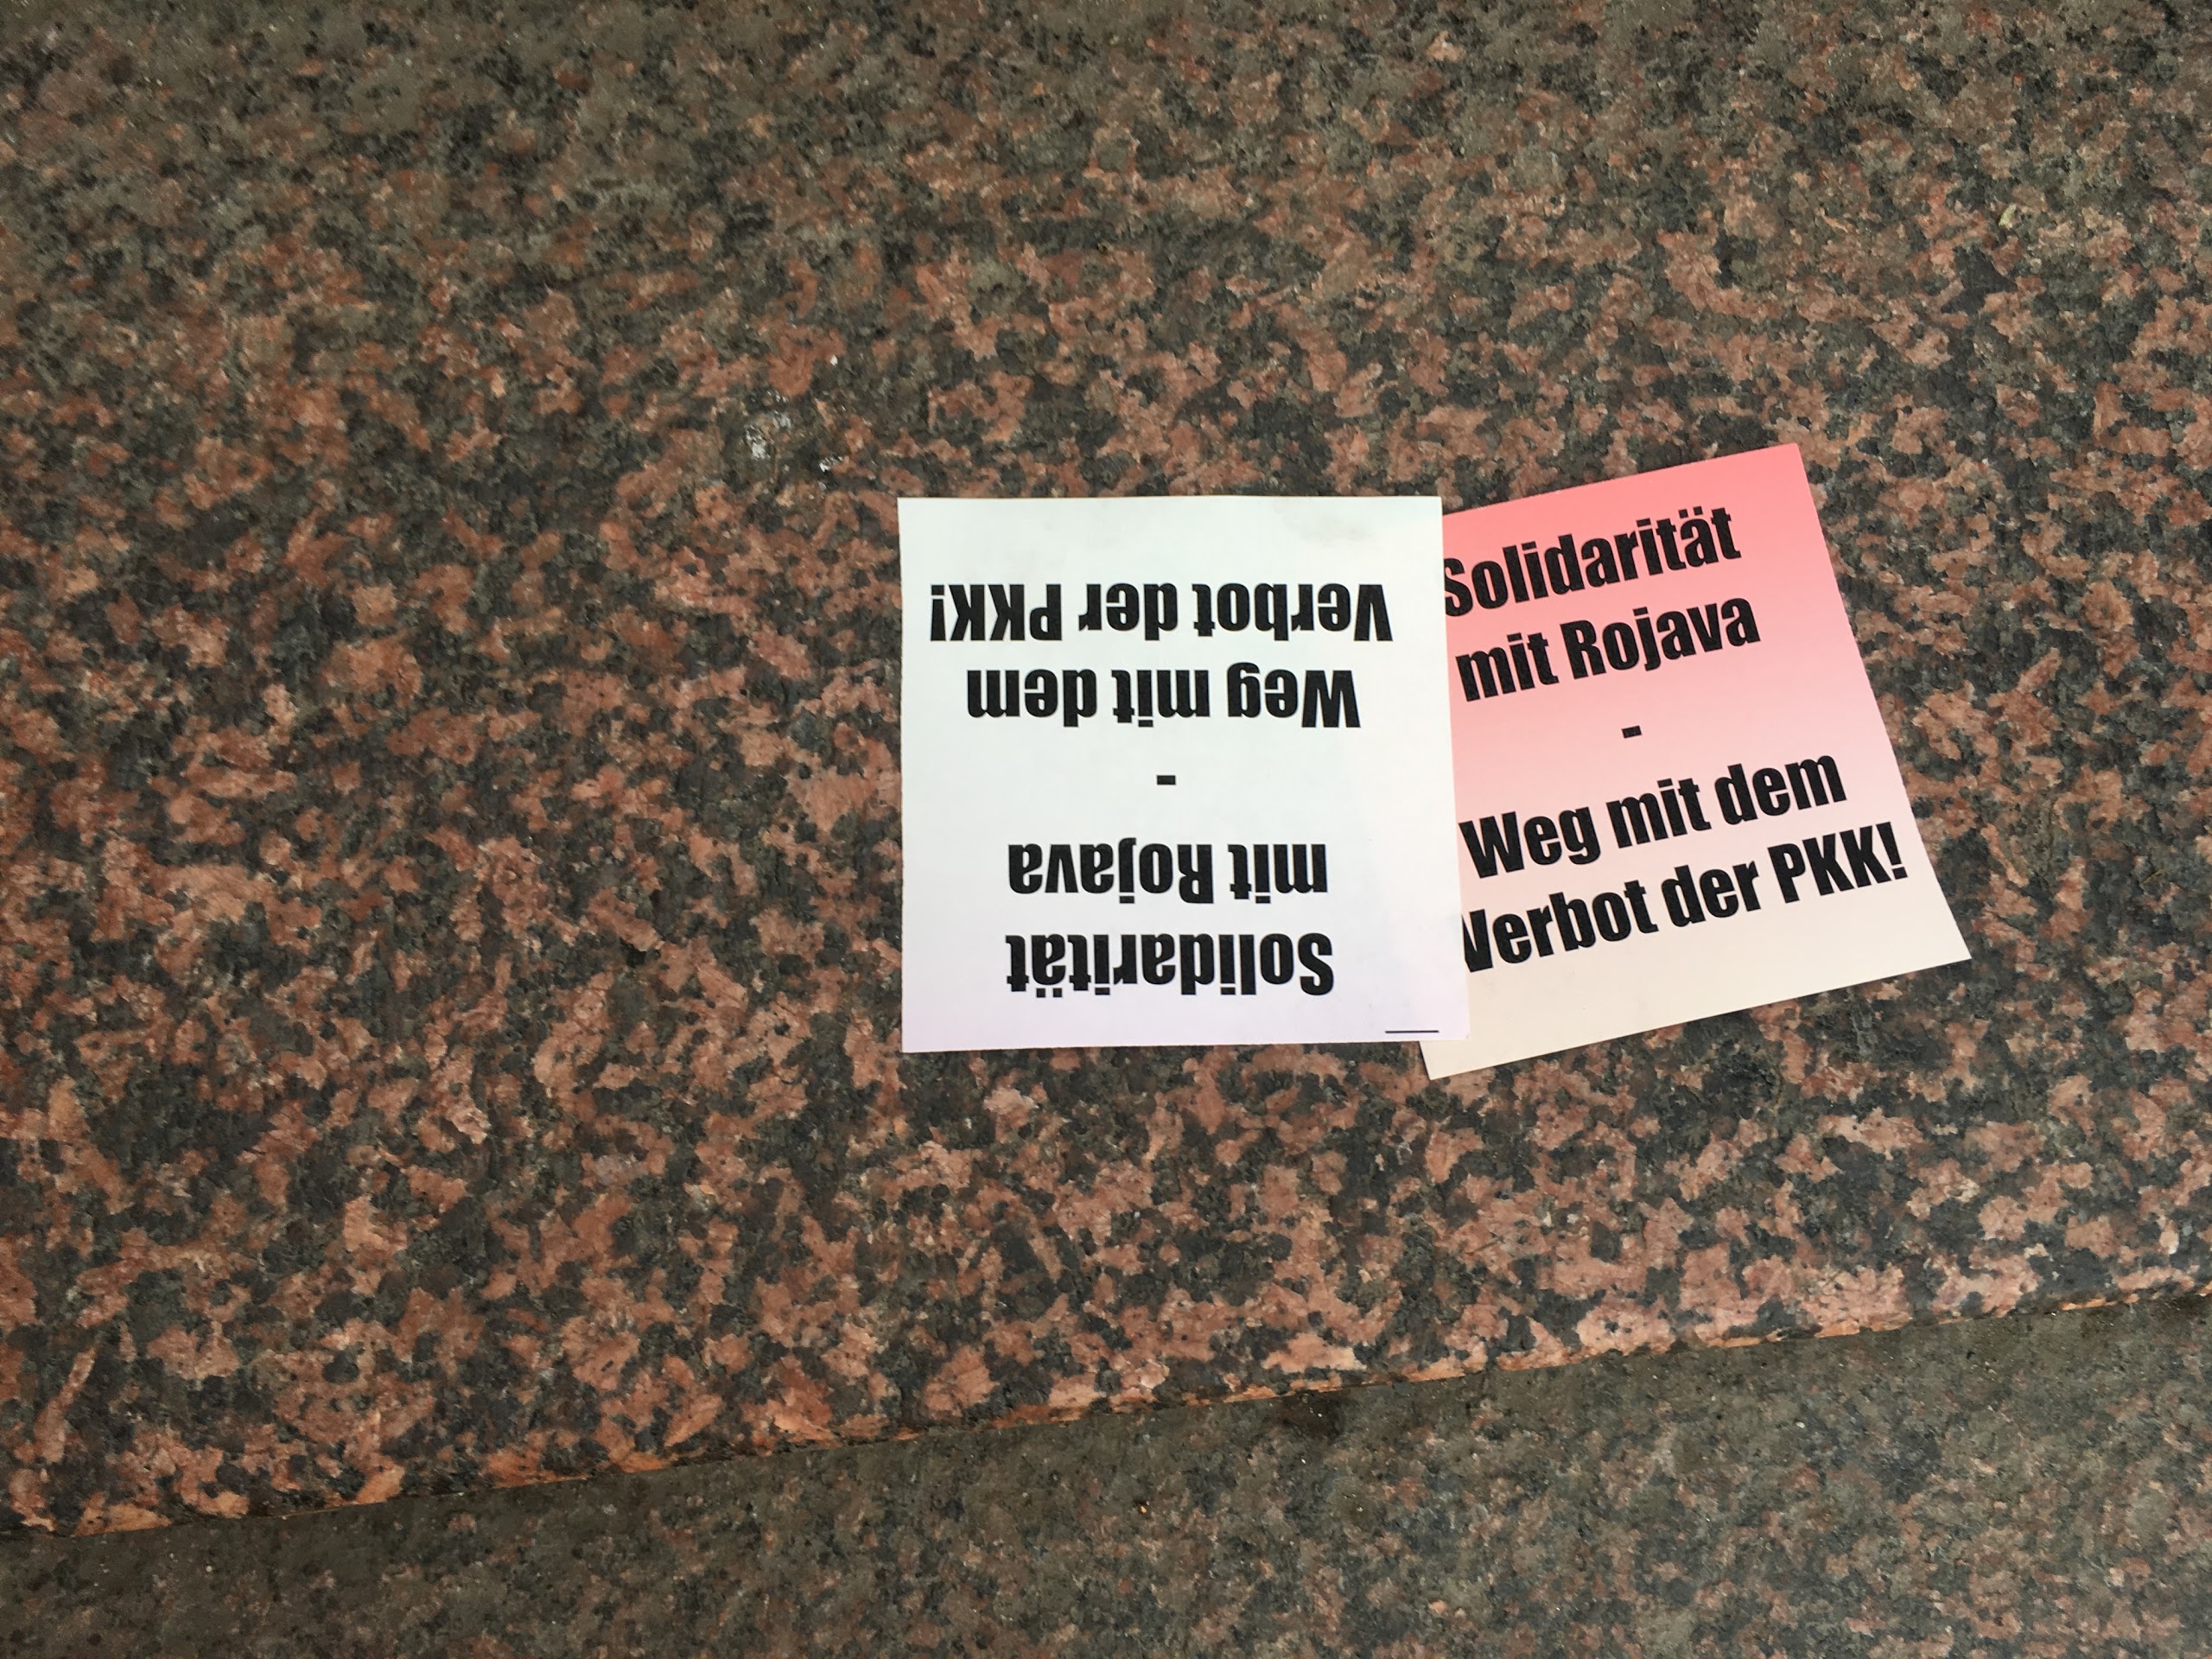 Solidarität
mit Rojava
-
Weg mit dem
Verbot der PKK!
Solidarität
mit Rojava
-
Weg mit dem
Verbot der PKK!